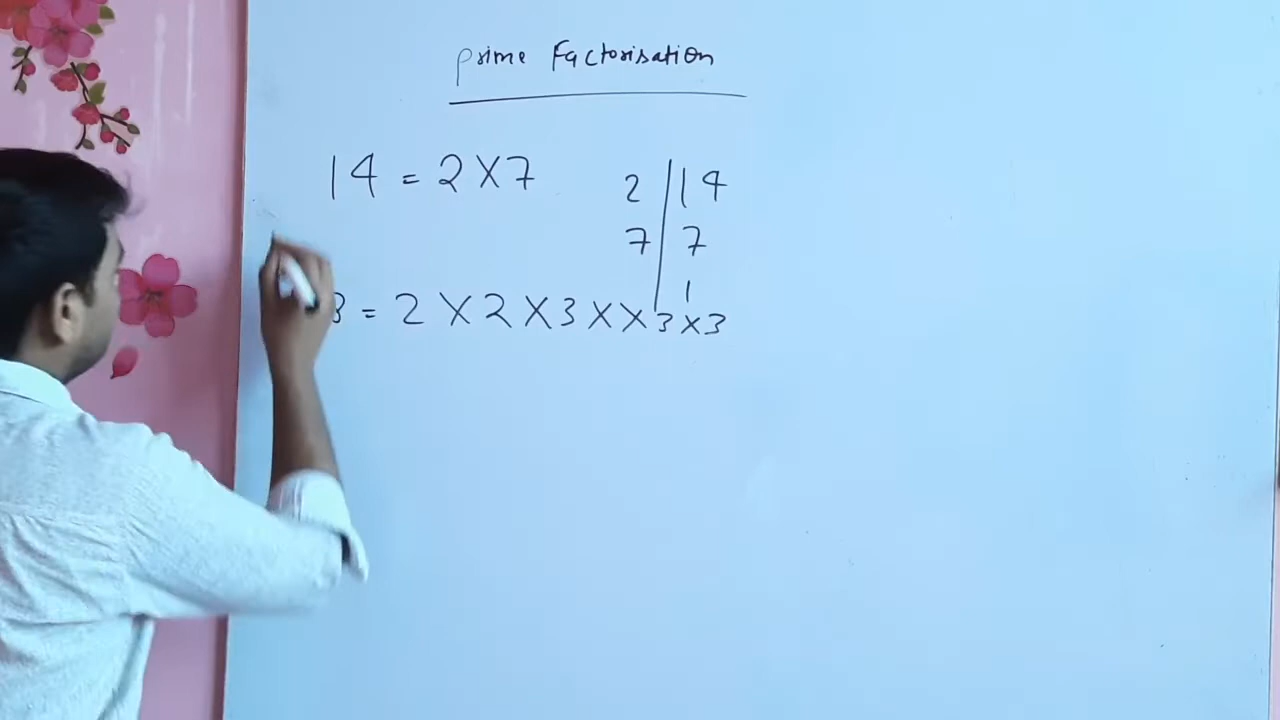 Prime Factorisation
14 = 2 X 7
2 | 14
7 | 7
1
= 2 X 2 X 3 X X 3 X 3